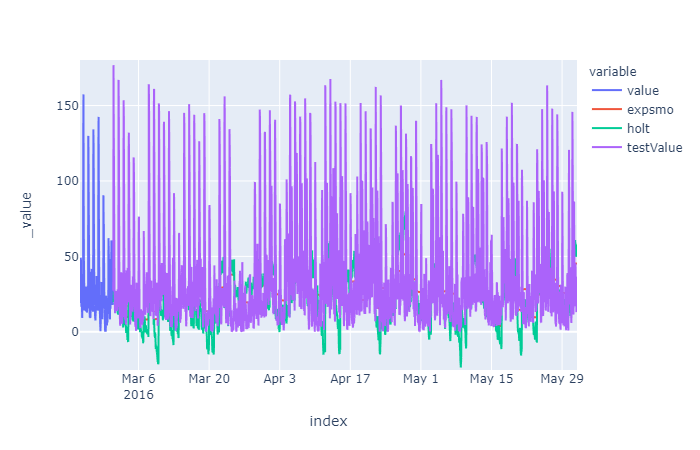 variable
value
expsmo
holt
testValue
_value
150
100
50
0
Mar 6
2016
Mar 20
Apr 3
Apr 17
May 1
May 15
May 29
index